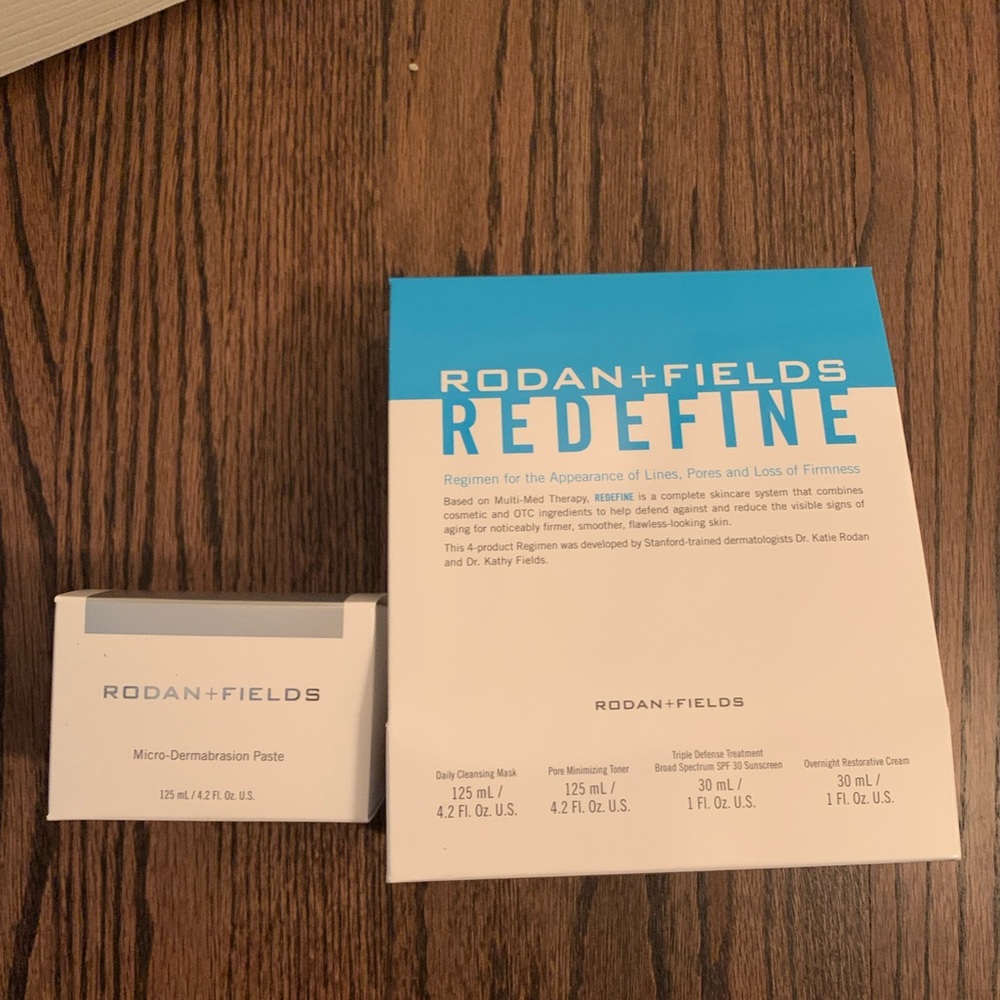 RODAN+FIELDS
REDEFINE
Regimen for the Appearance of Lines, Pores and Loss of Firmness
Based on Multi-Med Therapy, REDEFINE is a complete skincare system that combines
cosmetic and OTC ingredients to help defend against and reduce the visible signs of
aging for noticeably firmer, smoother, flawless-looking skin.
This 4-product Regimen was developed by Stanford-trained dermatologists Dr. Katie Rodan
and Dr. Kathy Fields.
RODAN+FIELDS
Daily Cleansing Mask
125 mL /
4.2 Fl. Oz. U.S.
Pore Minimizing Toner
125 mL /
4.2 Fl. Oz. U.S.
Triple Defense Treatment
Broad Spectrum SPF 30 Sunscreen
30 mL /
1 Fl. Oz. U.S.
Overnight Restorative Cream
30 mL /
1 Fl. Oz. U.S.
RODAN+FIELDS
Micro-Dermabrasion Paste
125 mL / 4.2 Fl. Oz. U.S.